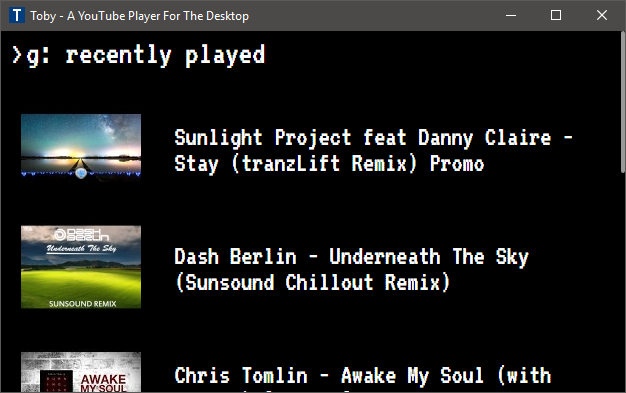 Toby - A YouTube Player For The Desktop
❯g: recently played
Sunlight Project feat Danny Claire -
Stay (tranzLift Remix) Promo
DASH
BERLIN
Underneath The Sky
SUNSOUND REMIX
Dash Berlin - Underneath The Sky
(Sunsound Chillout Remix)
AWAKE
MY SOUL
Chris Tomlin - Awake My Soul (with